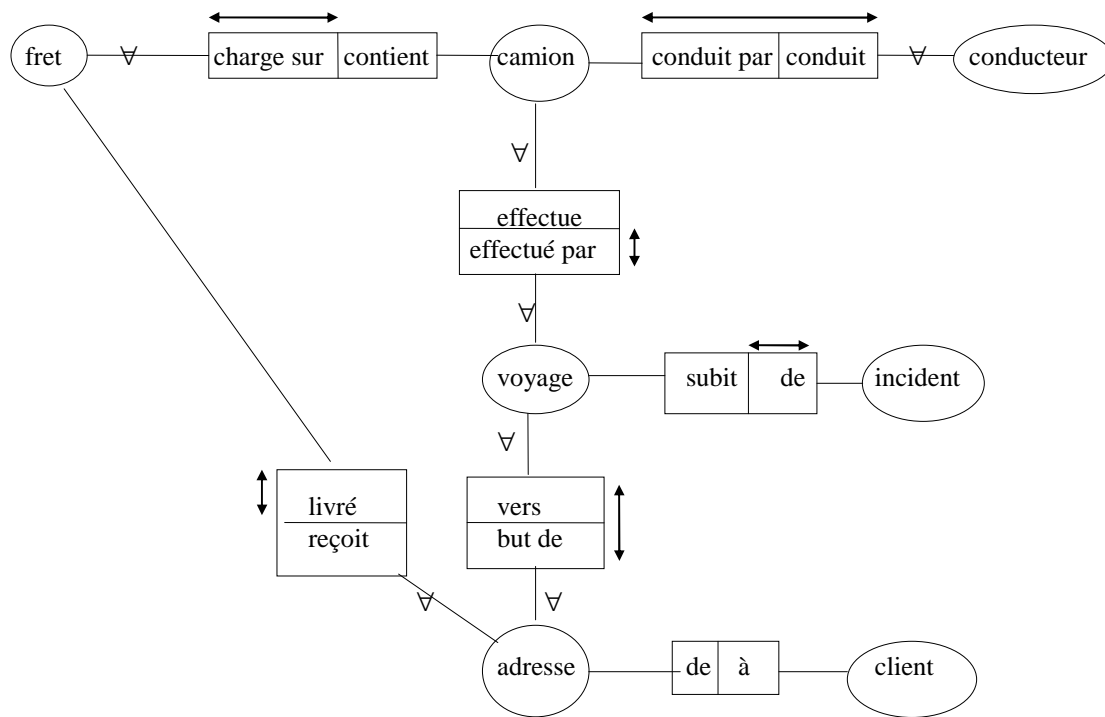 fret
∀
charge sur contient
camion
conduit par conduit
∀
conducteur
∀
effectue
effectué par
∀
voyage
subit de
incident
∀
livré
reçoit
vers
but de
∀
∀
adresse
de à
client